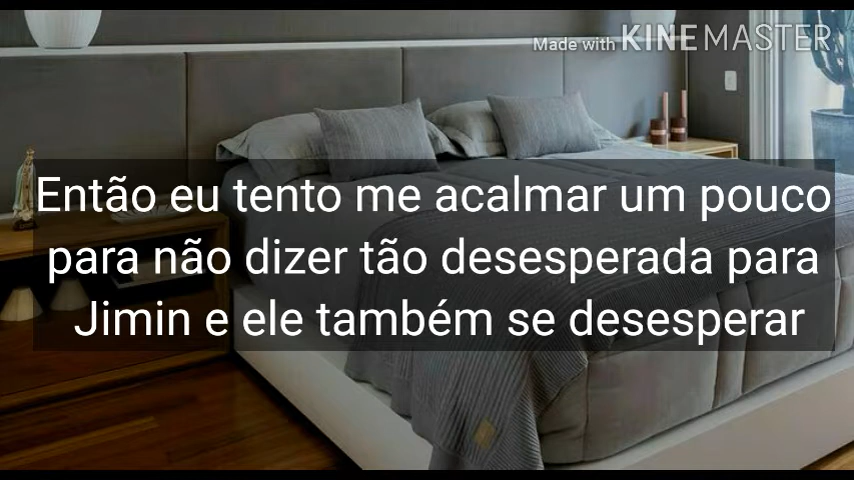 Made with KINEMASTER
Então eu tento me acalmar um pouco
para não dizer tão desesperada para
Jimin e ele também se desesperar